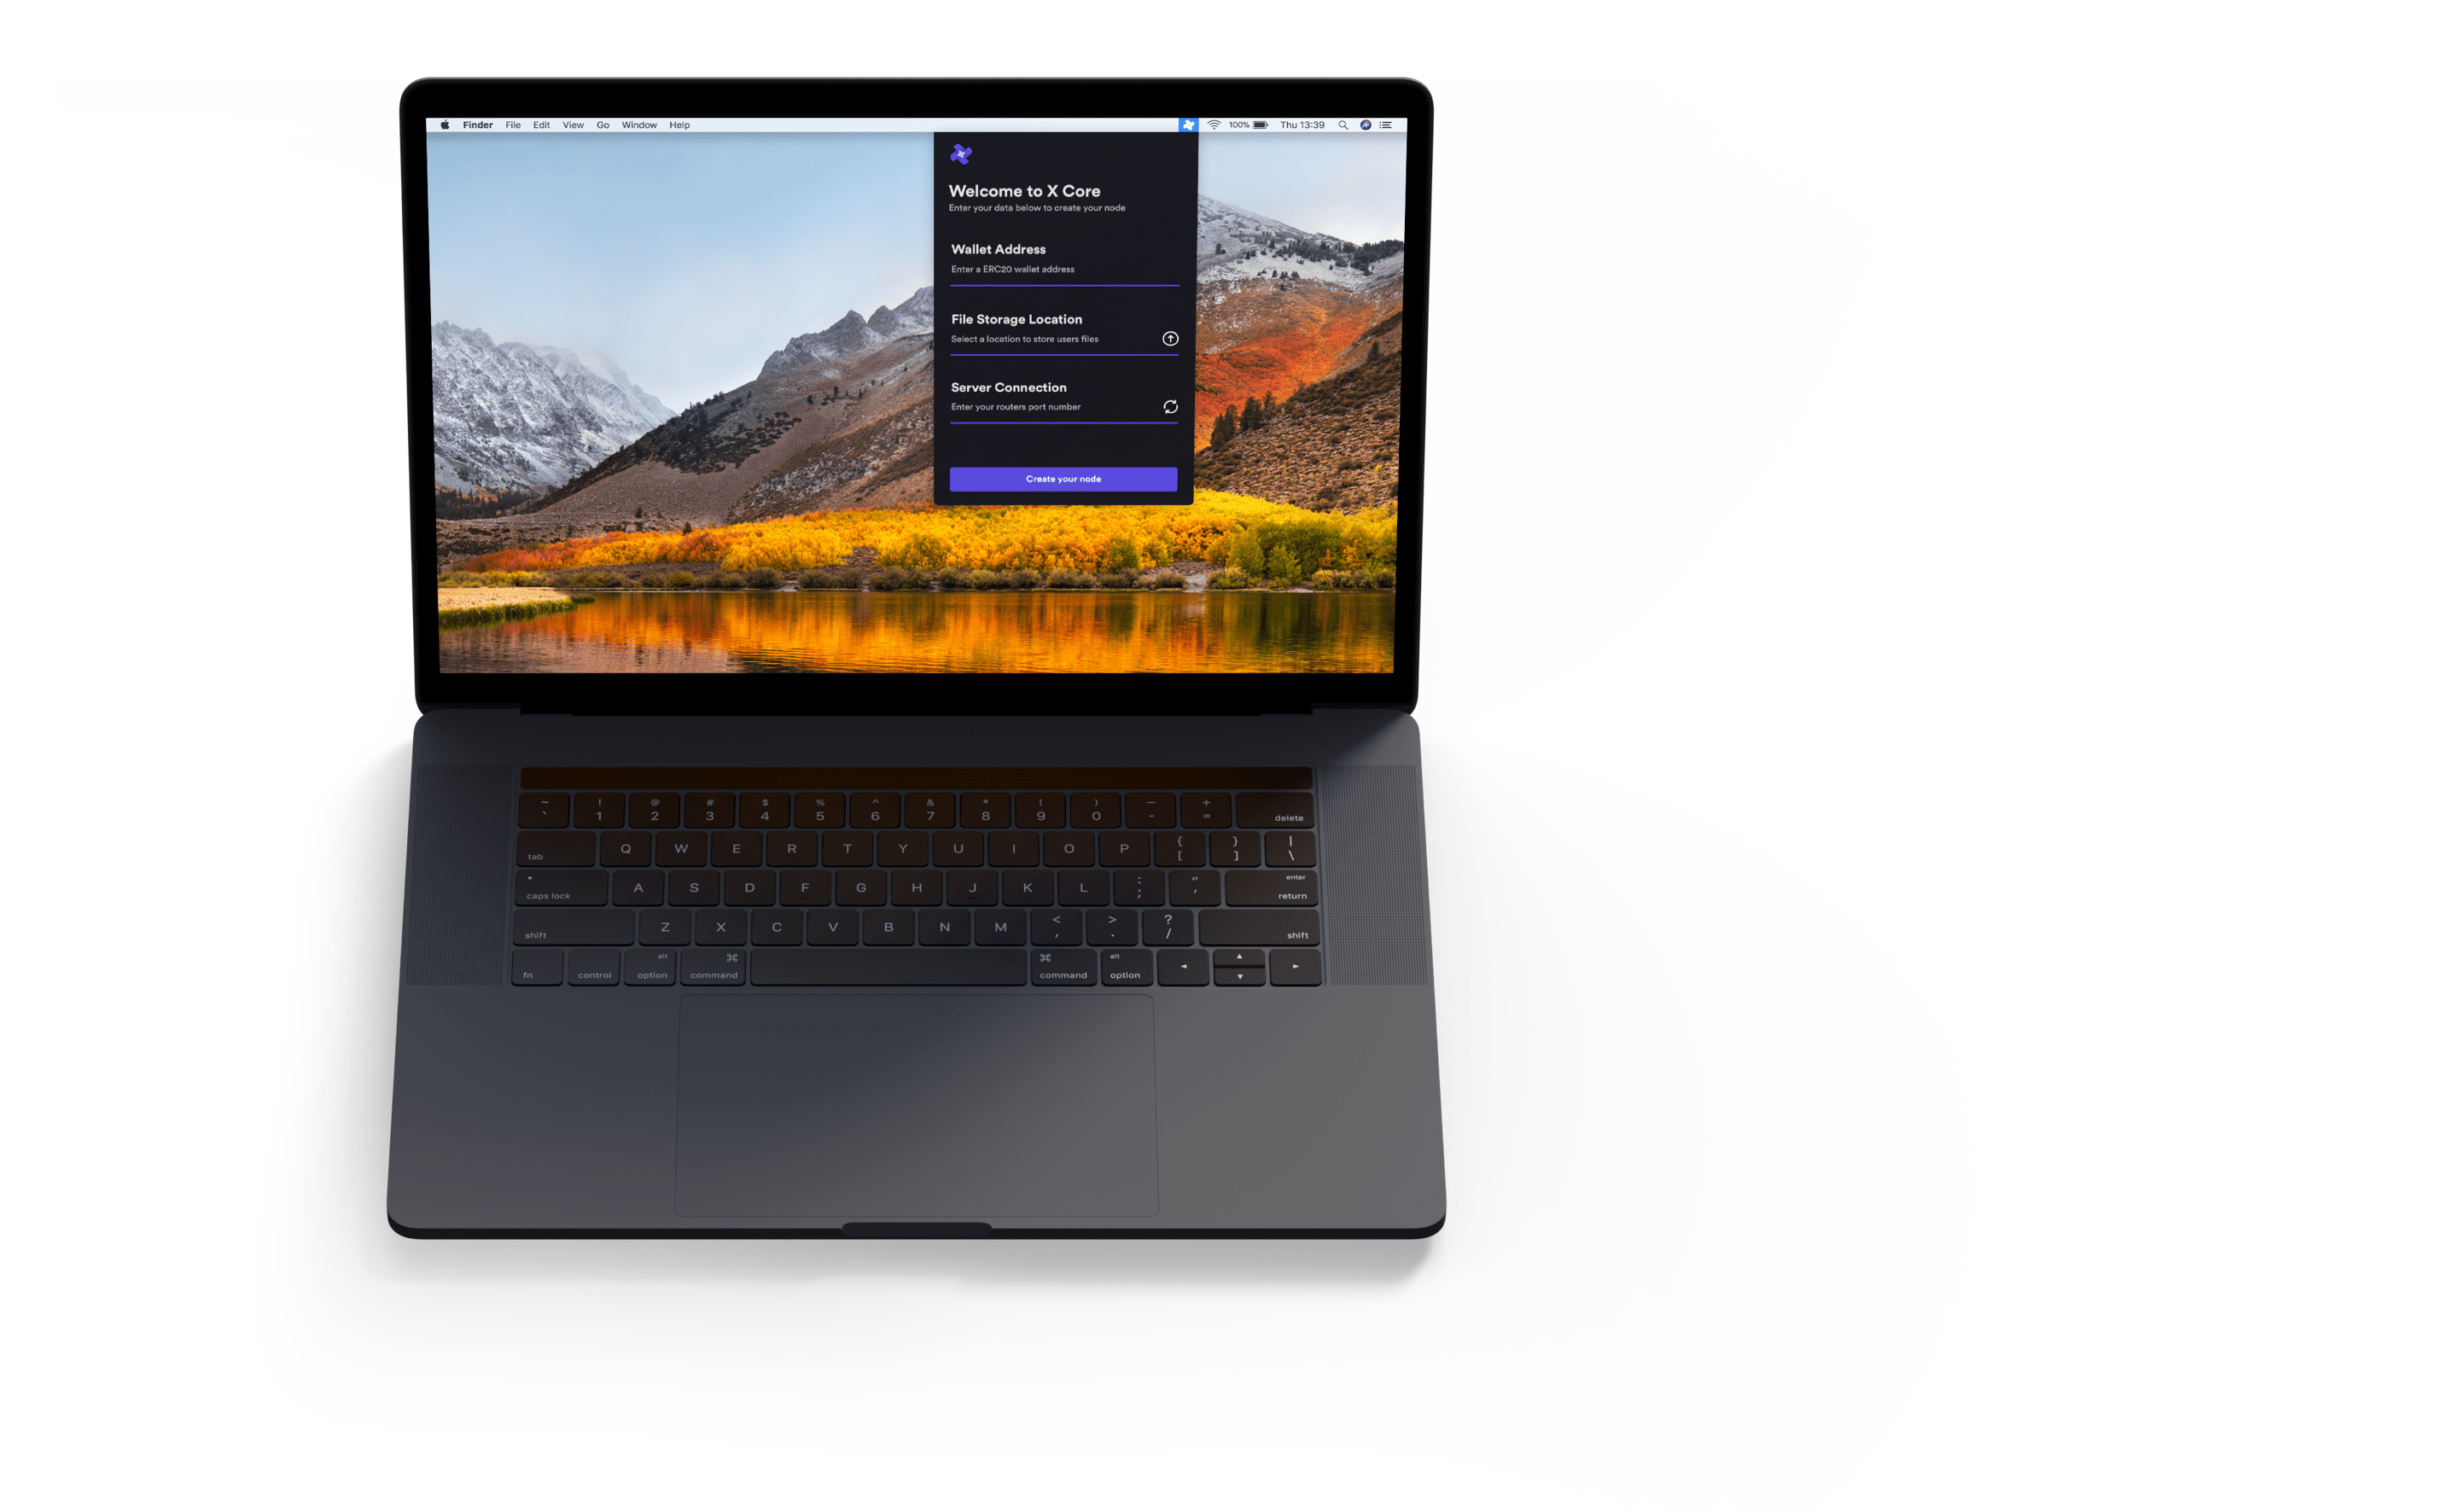 Finder File Edit View Go Window Help 100% Thu 13:39
Welcome to X Core
Enter your data below to create your node
Wallet Address
Enter a ERC20 wallet address
File Storage Location
Select a location to store users files
Server Connection
Enter your routers port number
Create your node
~ ! @ # $ % ^ & * ( ) — +
` 1 2 3 4 5 6 7 8 9 0 - = delete
tab Q W E R T Y U I O P { [ } ] | \
caps lock A S D F G H J K L : ; " ' enter return
shift Z X C V B N M < , > . ? / shift
fn control alt option ⌘ command ⌘ command alt option ◄ ▲ ▼ ►